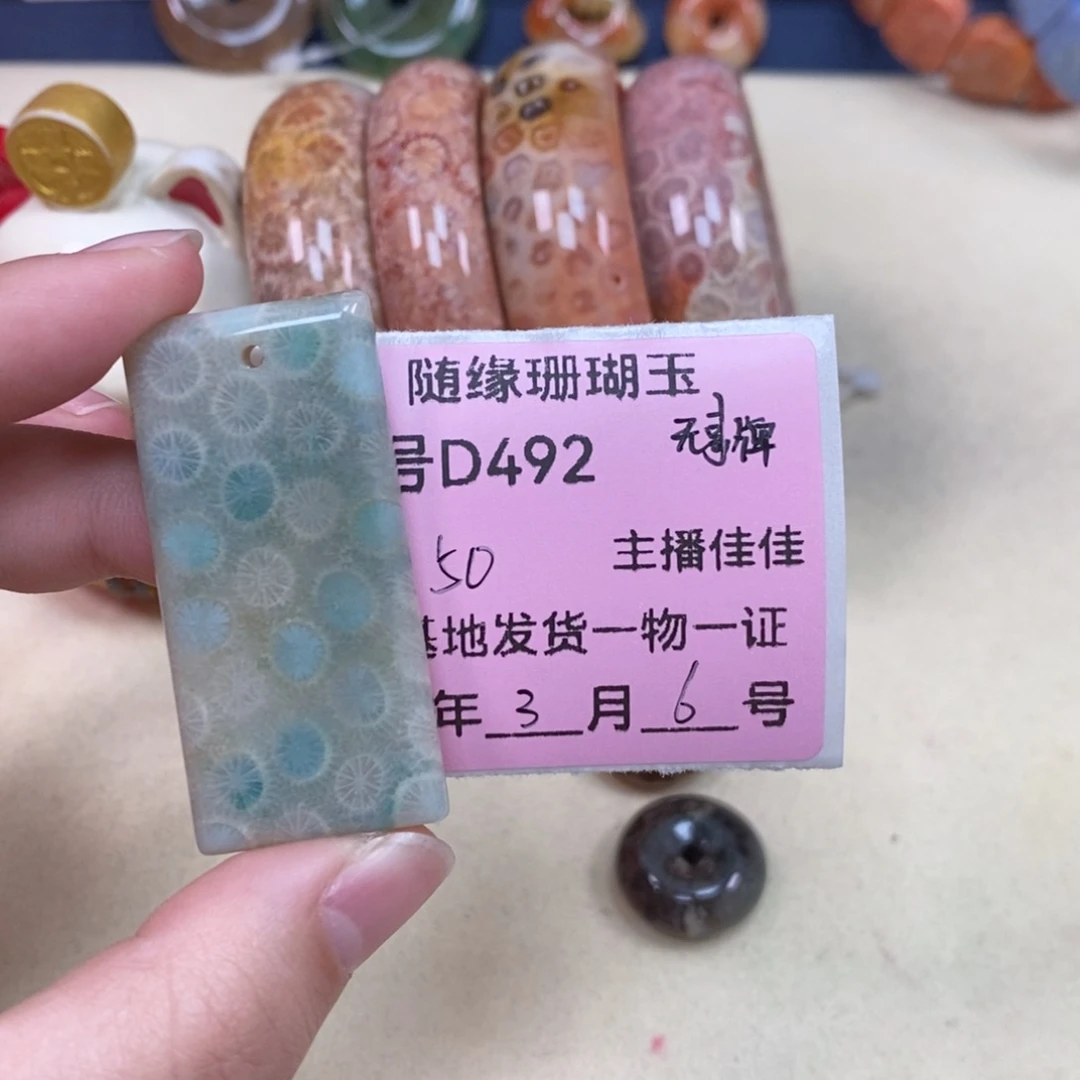 随缘珊瑚玉
号D492 无事牌
50 主播佳佳
基地发货一物一证
年 3 月 6 号